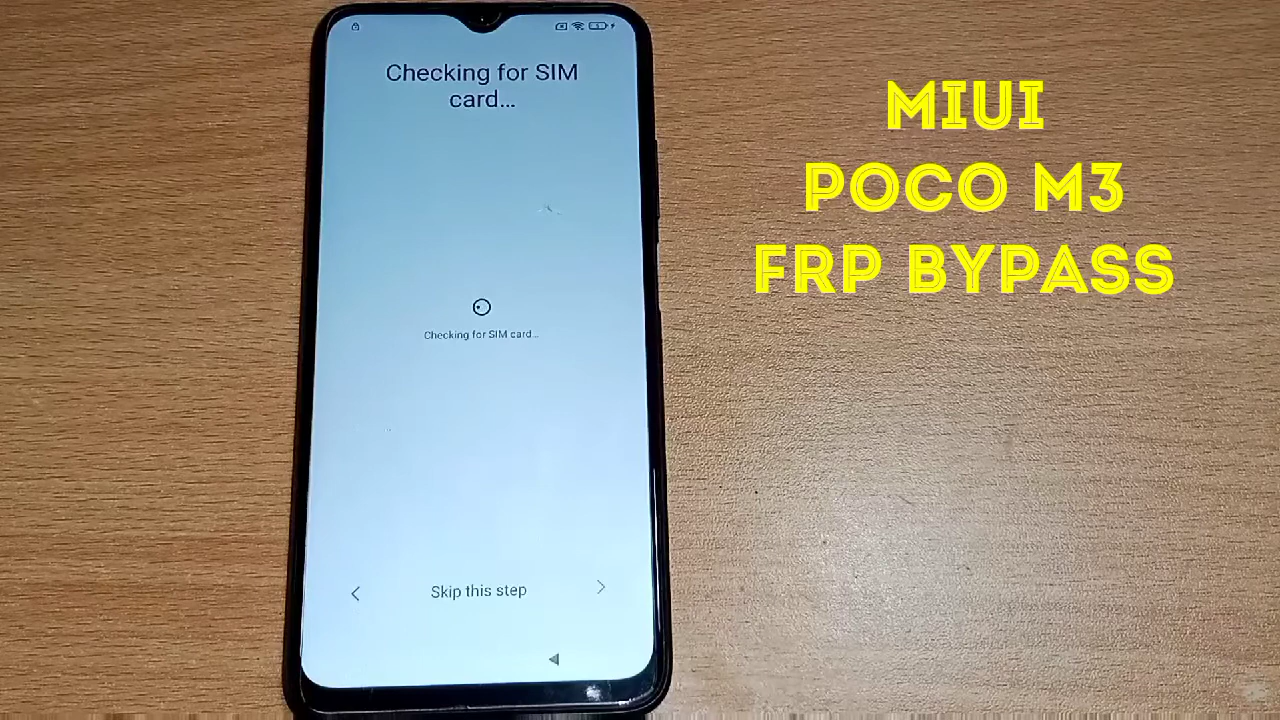 Checking for SIM
card...
Checking for SIM card...
Skip this step
MIUI
POCO M3
FRP BYPASS